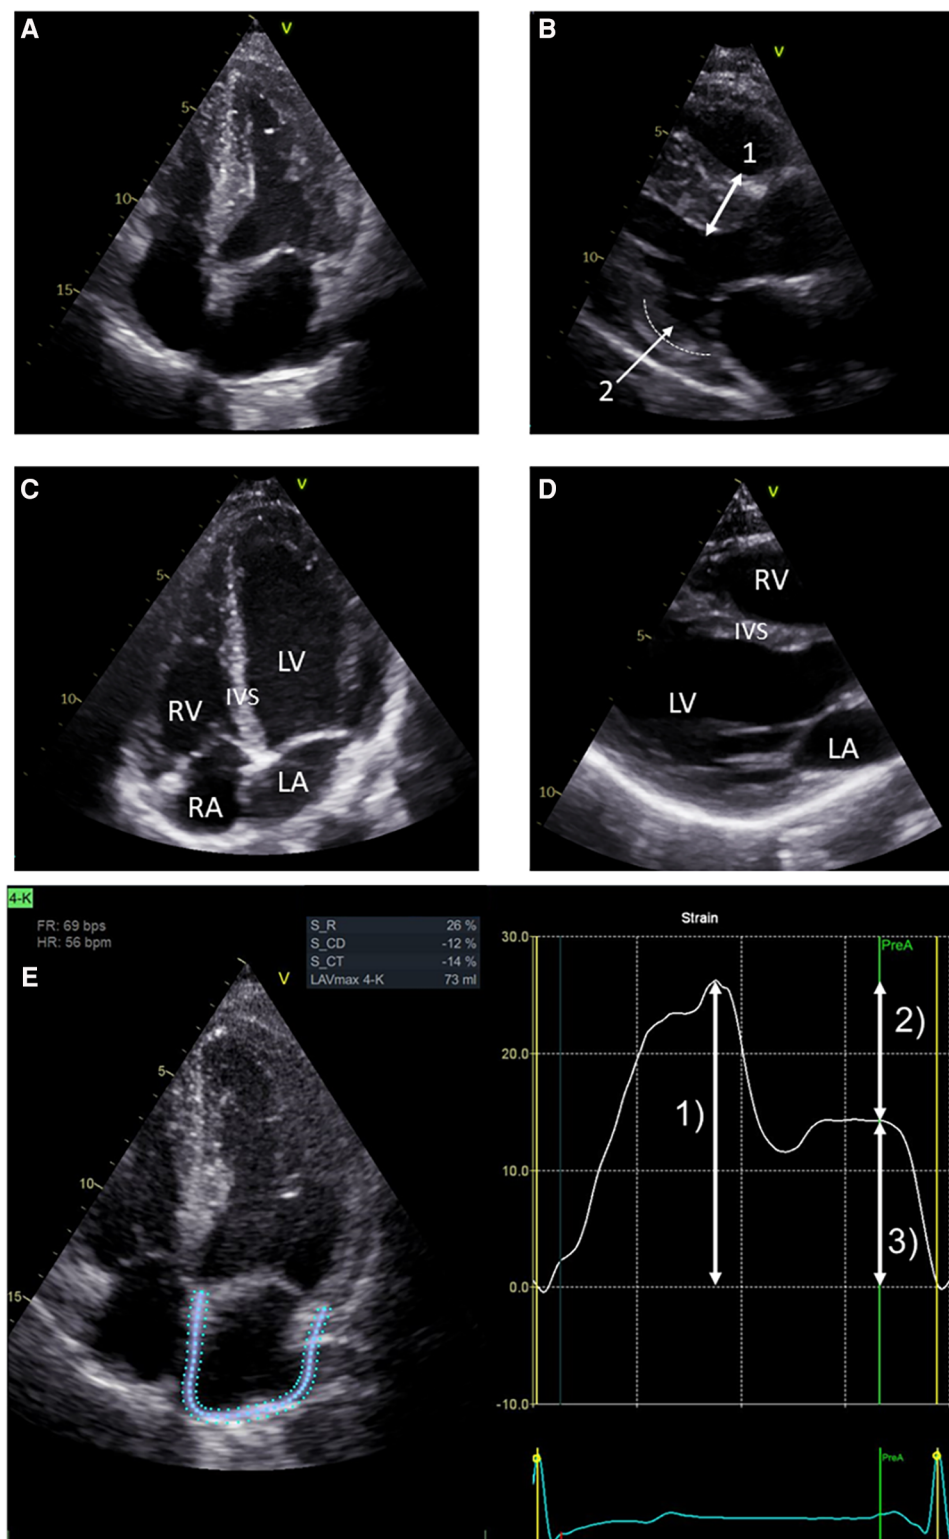 A
V
5
10
15
B
V
5
10
1
2
C
V
5
10
LV
RV
IVS
LA
RA
D
V
5
10
RV
IVS
LV
LA
4-K
FR: 69 bps
HR: 56 bpm
S_R 26 %
S_CD -12 %
S_CT -14 %
LAVmax 4-K 73 ml
E
V
5
10
15
Strain
30.0
20.0
10.0
0.0
-10.0
PreA
1)
2)
3)
PreA